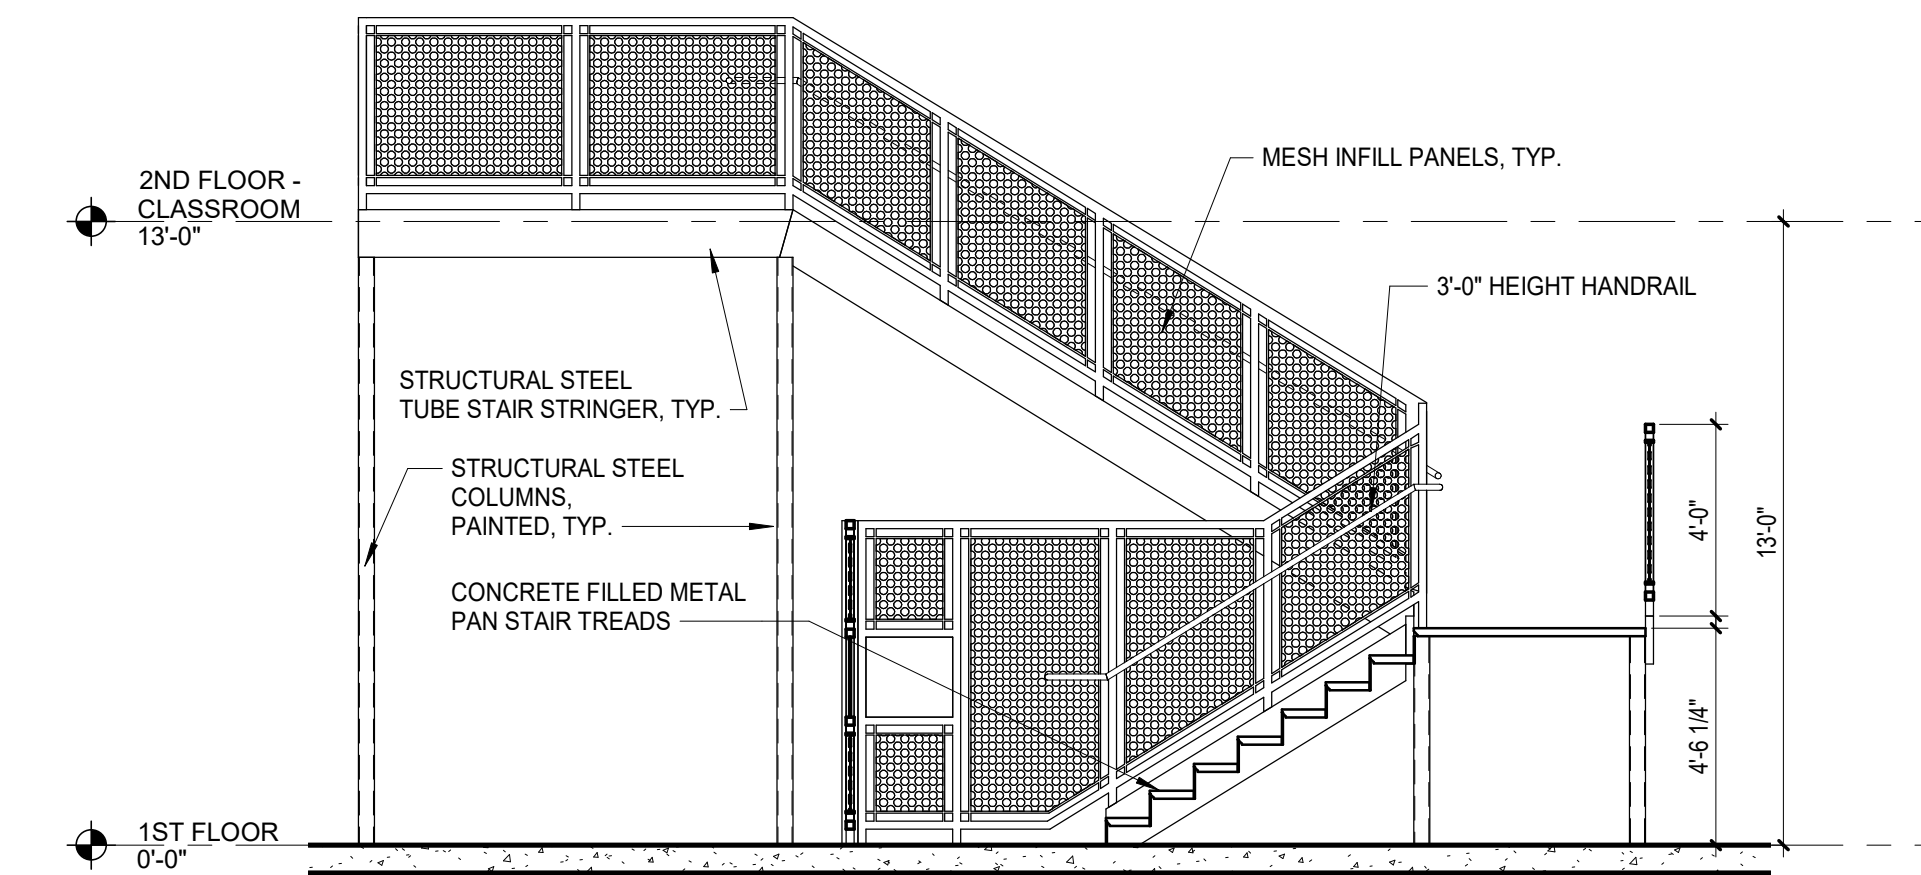 MESH INFILL PANELS, TYP.
2ND FLOOR -
CLASSROOM
13'-0"
3'-0" HEIGHT HANDRAIL
STRUCTURAL STEEL
TUBE STAIR STRINGER, TYP.
STRUCTURAL STEEL
COLUMNS,
PAINTED, TYP.
4'-0"
13'-0"
CONCRETE FILLED METAL
PAN STAIR TREADS
4'-6 1/4"
1ST FLOOR
0'-0"